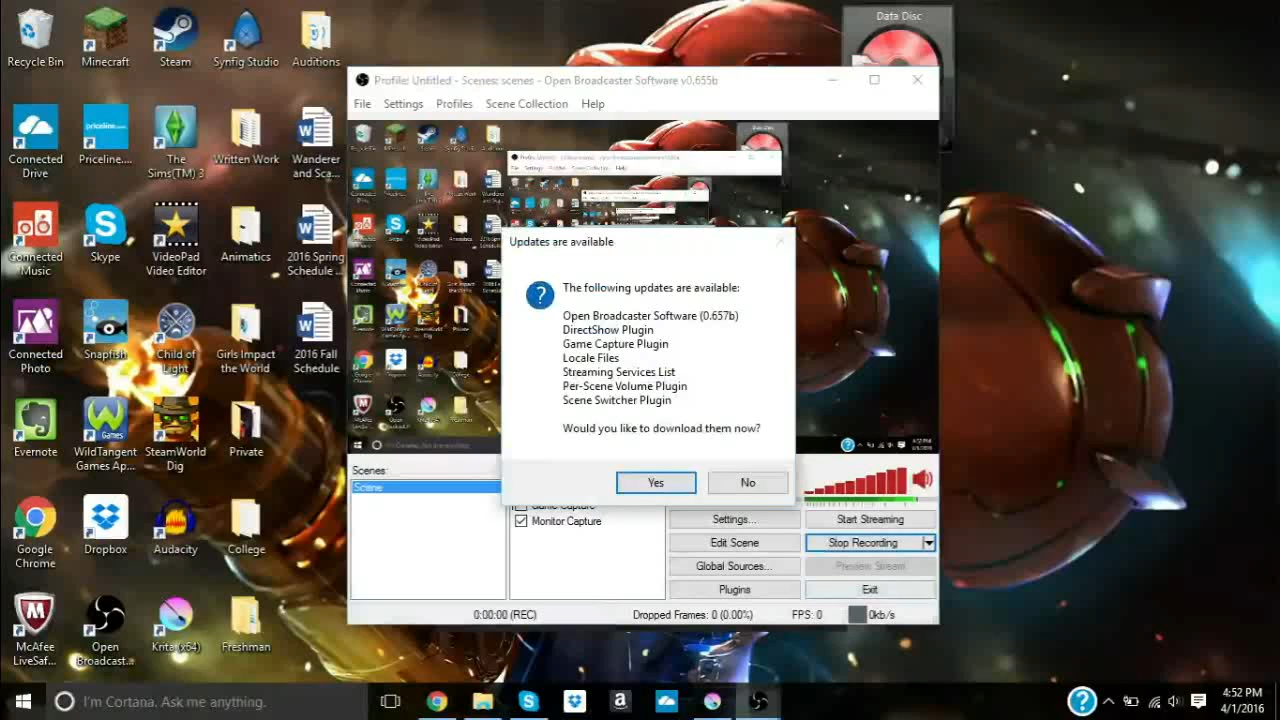 Recycle Bin
Minecraft
Steam
Synfig Studio
Auditions
Data Disc
Connected
Drive
Priceline....
The
Sims(TM) 3
Written Work
Wanderer
and Sca...
Connected
Music
Skype
VideoPad
Video Editor
Animatics
2016 Spring
Schedule ...
Connected
Photo
Snapfish
Child of
Light
Girls Impact
the World
2016 Fall
Schedule
Evernote
WildTangent
Games Ap...
SteamWorld
Dig
Private
Google
Chrome
Dropbox
Audacity
College
McAfee
LiveSaf...
Open
Broadcast...
Krita (x64)
Freshman
priceline.com
Games
Profile: Untitled - Scenes: scenes - Open Broadcaster Software v0.655b
File Settings Profiles Scene Collection Help
Updates are available
The following updates are available:
Open Broadcaster Software (0.657b)
DirectShow Plugin
Game Capture Plugin
Locale Files
Streaming Services List
Per-Scene Volume Plugin
Scene Switcher Plugin
Would you like to download them now?
Yes
No
Scenes:
Scene
Game Capture
Monitor Capture
Settings...
Start Streaming
Edit Scene
Stop Recording
Global Sources...
Preview Stream
Plugins
Exit
0:00:00 (REC)
Dropped Frames: 0 (0.00%)
FPS: 0
0kb/s
I'm Cortana. Ask me anything.
4:52 PM
4/1/2016